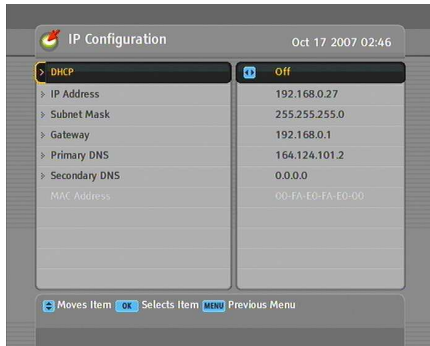 IP Configuration
Oct 17 2007 02:46
DHCP Off
IP Address 192.168.0.27
Subnet Mask 255.255.255.0
Gateway 192.168.0.1
Primary DNS 164.124.101.2
Secondary DNS 0.0.0.0
MAC Address 00-FA-E0-FA-E0-00
Moves Item OK Selects Item MENU Previous Menu